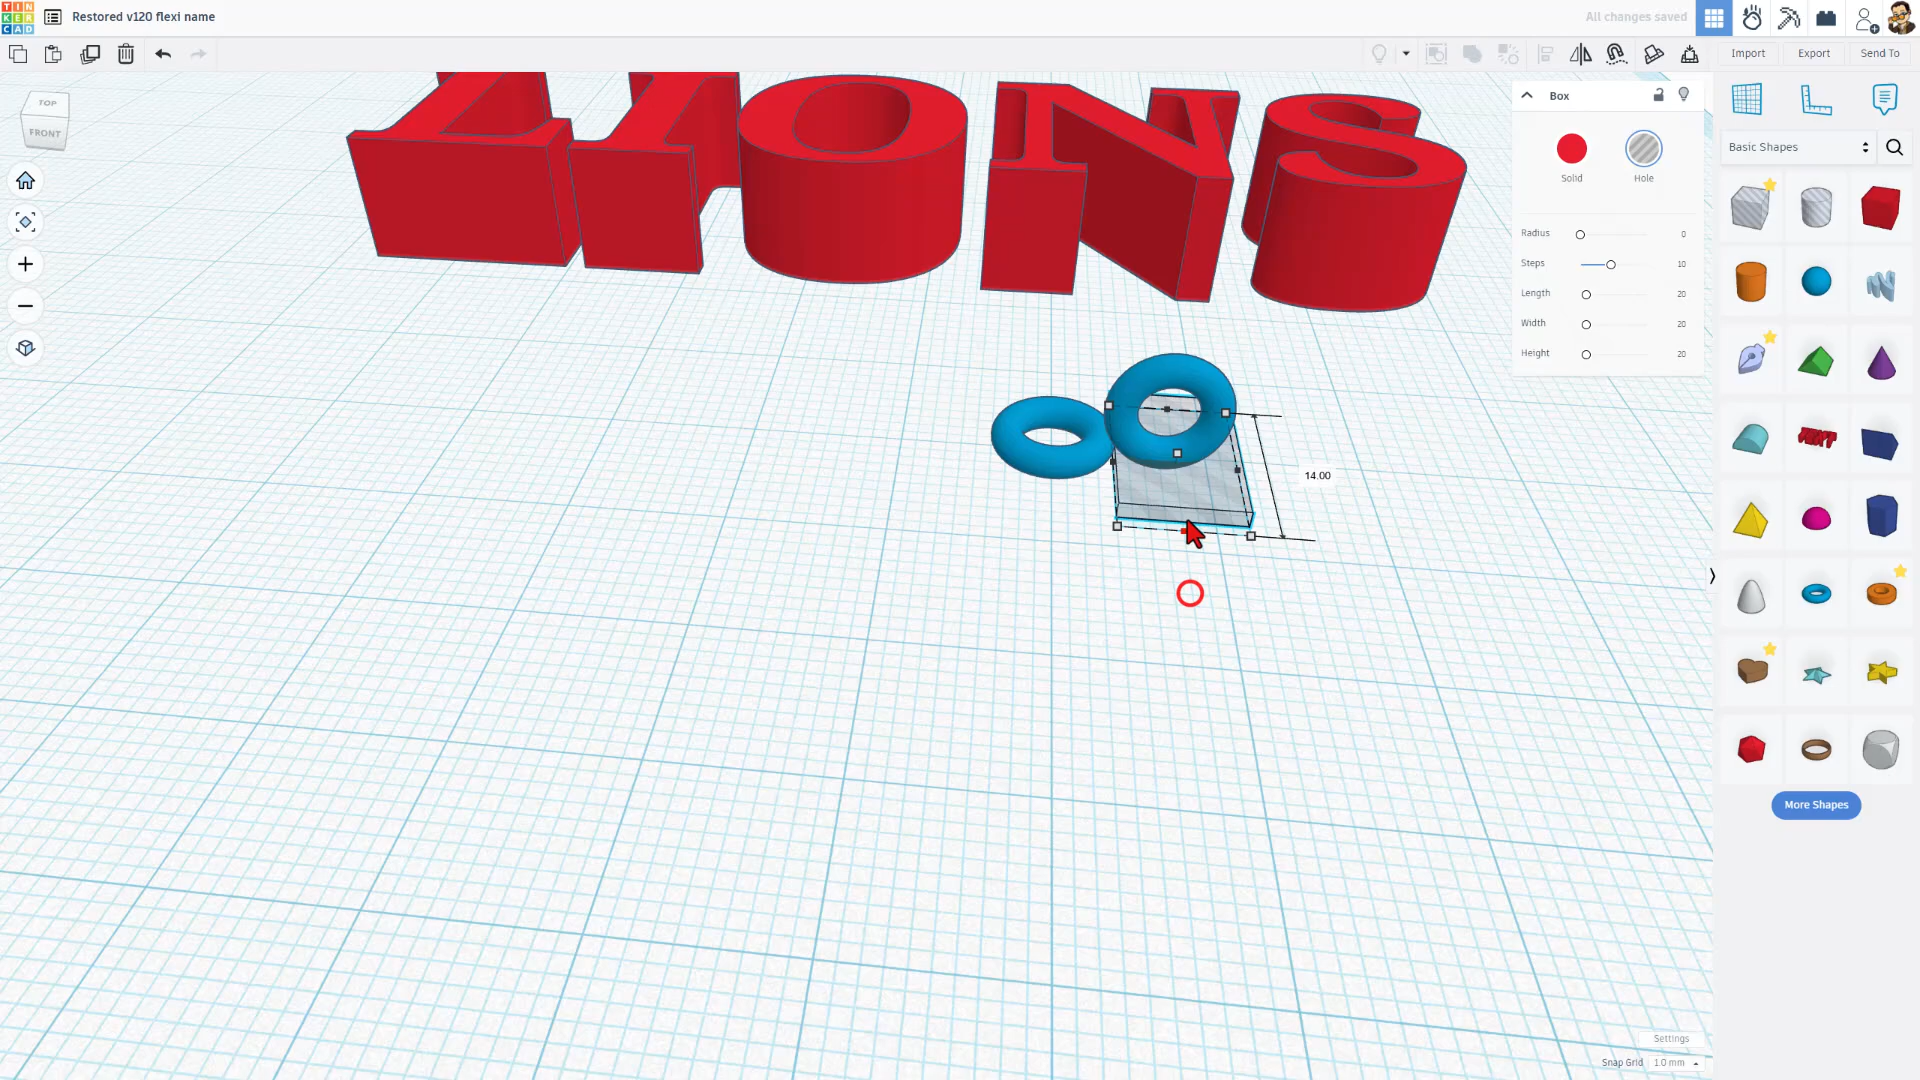 TIN
KER
CAD
Restored v120 flexi name
All changes saved
Import
Export
Send To
TOP
FRONT
LIONS
Box
Solid
Hole
Radius
0
Steps
10
Length
20
Width
20
Height
20
Basic Shapes
14.00
More Shapes
Settings
Snap Grid
1.0 mm